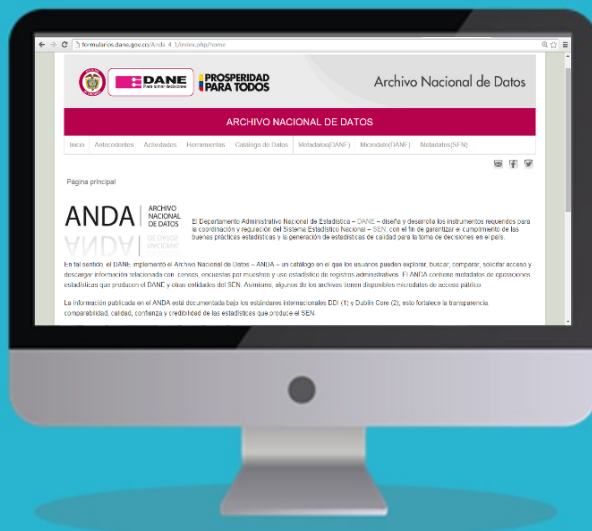 formularios.dane.gov.co/Anda_4_1/index.php/home
DANE
Para tomar decisiones
PROSPERIDAD
PARA TODOS
Archivo Nacional de Datos
ARCHIVO NACIONAL DE DATOS
Inicio Antecedentes Actividades Herramientas Catálogo de Datos Metadatos(DANE) Microdato(DANE) Metadatos(SEN)
Página principal
ANDA
ARCHIVO
NACIONAL
DE DATOS
El Departamento Administrativo Nacional de Estadística – DANE – diseña y desarrolla los instrumentos requeridos para
la coordinación y regulación del Sistema Estadístico Nacional – SEN, con el fin de garantizar el cumplimiento de las
buenas prácticas estadísticas y la generación de estadísticas de calidad para la toma de decisiones en el país.
En tal sentido, el DANE implementó el Archivo Nacional de Datos – ANDA – un catálogo en el que los usuarios puedan explorar, buscar, comparar, solicitar acceso y
descargar información relacionada con: censos, encuestas por muestreo y uso estadístico de registros administrativos. El ANDA contiene metadatos de operaciones
estadísticas que producen el DANE y otras entidades del SEN. Asimismo, algunos de los archivos tienen disponibles microdatos de acceso público.
La información publicada en el ANDA está documentada bajo los estándares internacionales DDI (1) y Dublin Core (2), esto fortalece la transparencia,
comparabilidad, calidad, confianza y credibilidad de las estadísticas que produce el SEN.